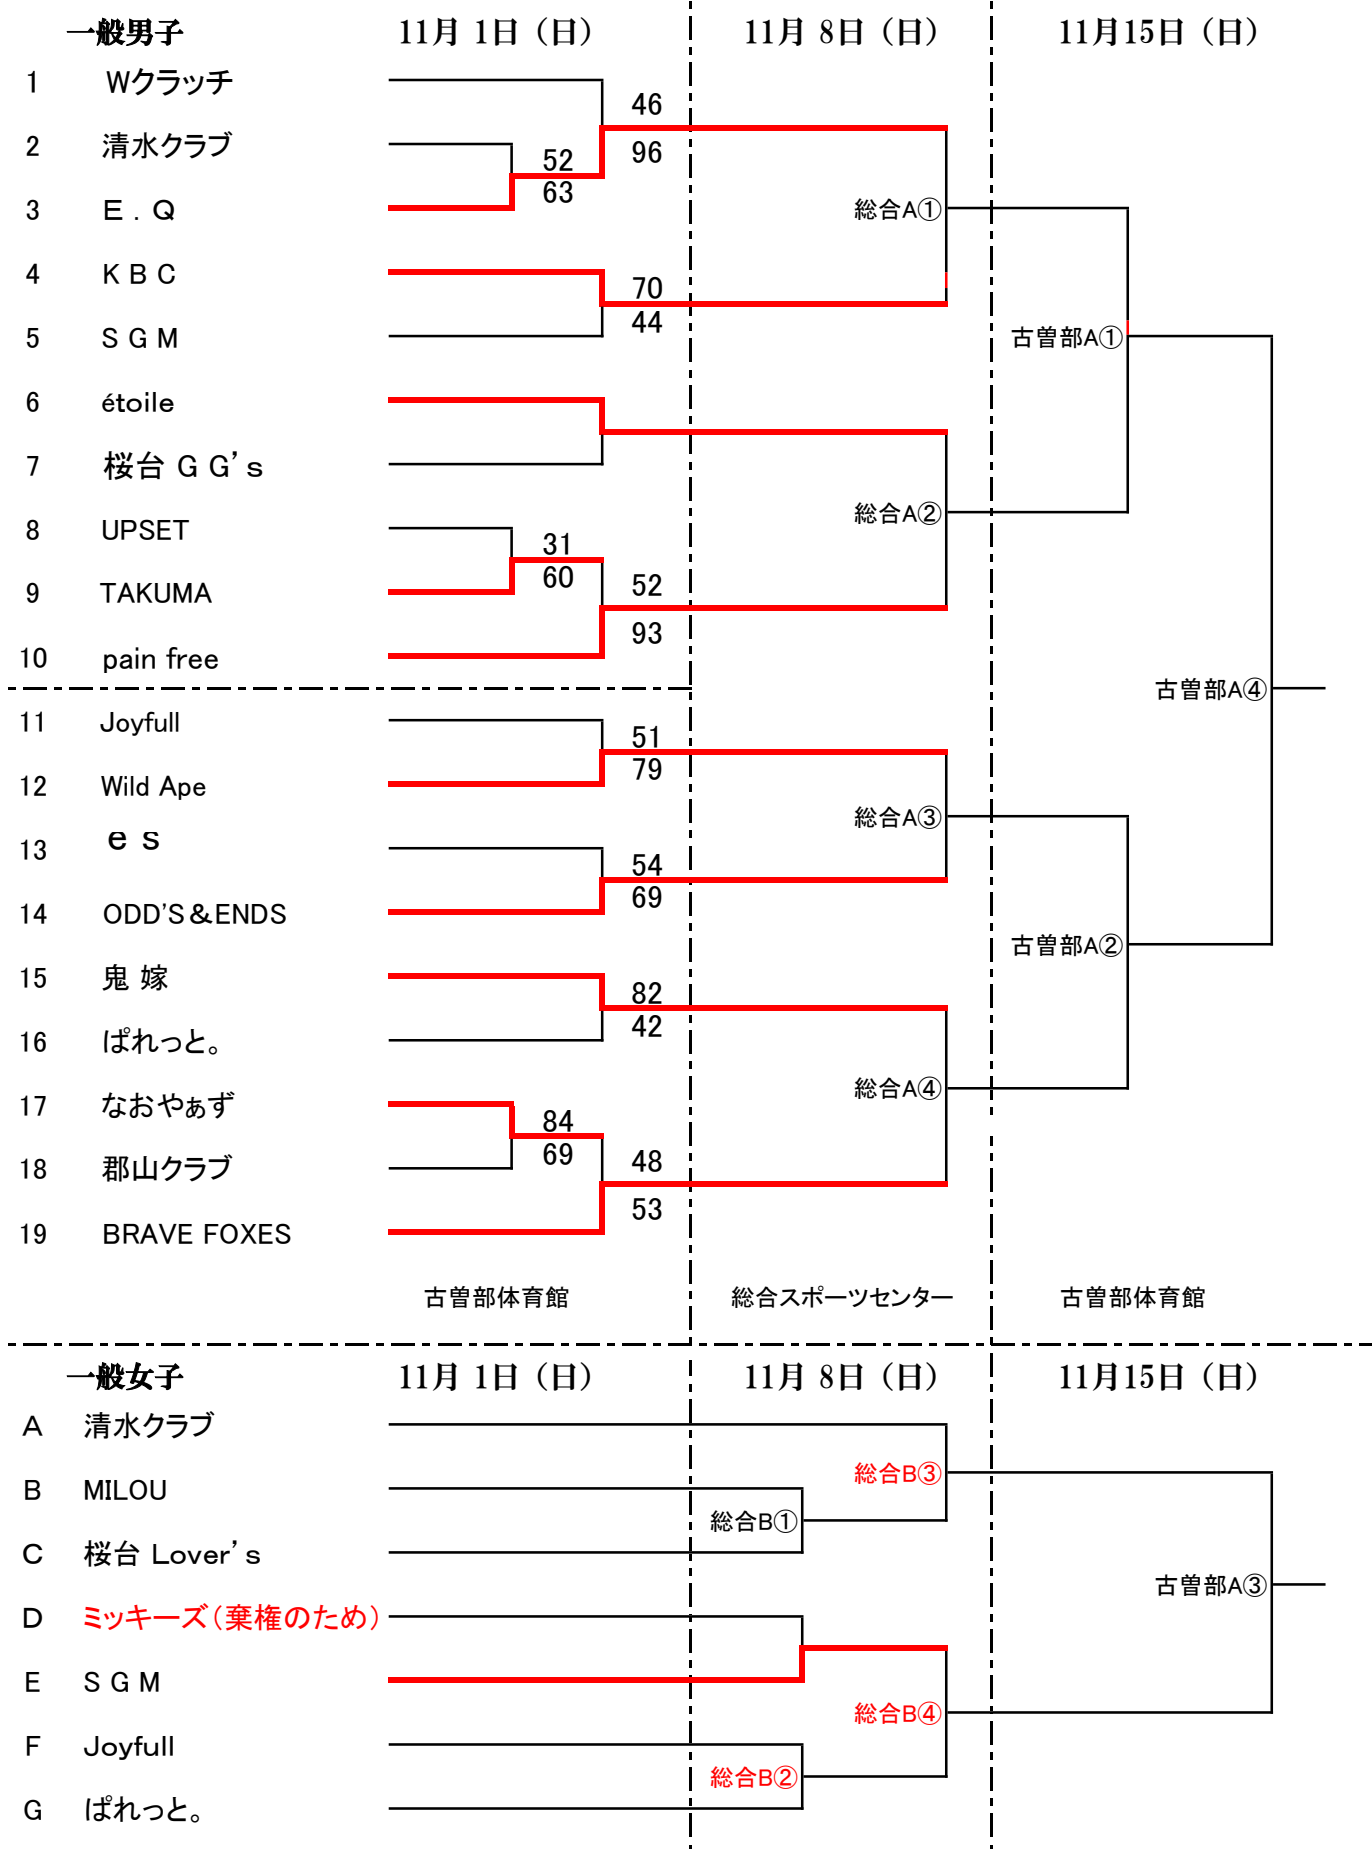 一般男子 11月 1日（日） 11月 8日（日） 11月15日（日）
1 Wクラッチ
46
2 清水クラブ
52 96
63
3 Ｅ．Ｑ 総合A①
4 ＫＢＣ
70
44
5 ＳＧＭ 古曽部A①
6 étoile
7 桜台 ＧＧ’ｓ
総合A②
8 UPSET
31
60
9 TAKUMA 52
93
10 pain free
古曽部A④
11 Joyfull
51
79
12 Wild Ape
総合A③
13 ｅｓ
54
69
14 ODD'S＆ENDS
古曽部A②
15 鬼 嫁
82
42
16 ぱれっと。
総合A④
17 なおやぁず
84
69
18 郡山クラブ 48
53
19 BRAVE FOXES
古曽部体育館 総合スポーツセンター 古曽部体育館
一般女子 11月 1日（日） 11月 8日（日） 11月15日（日）
A 清水クラブ
総合B③
B MILOU
総合B①
C 桜台 Lover’ｓ
古曽部A③
D ミッキーズ（棄権のため）
E ＳＧＭ
総合B④
F Joyfull
総合B②
G ぱれっと。